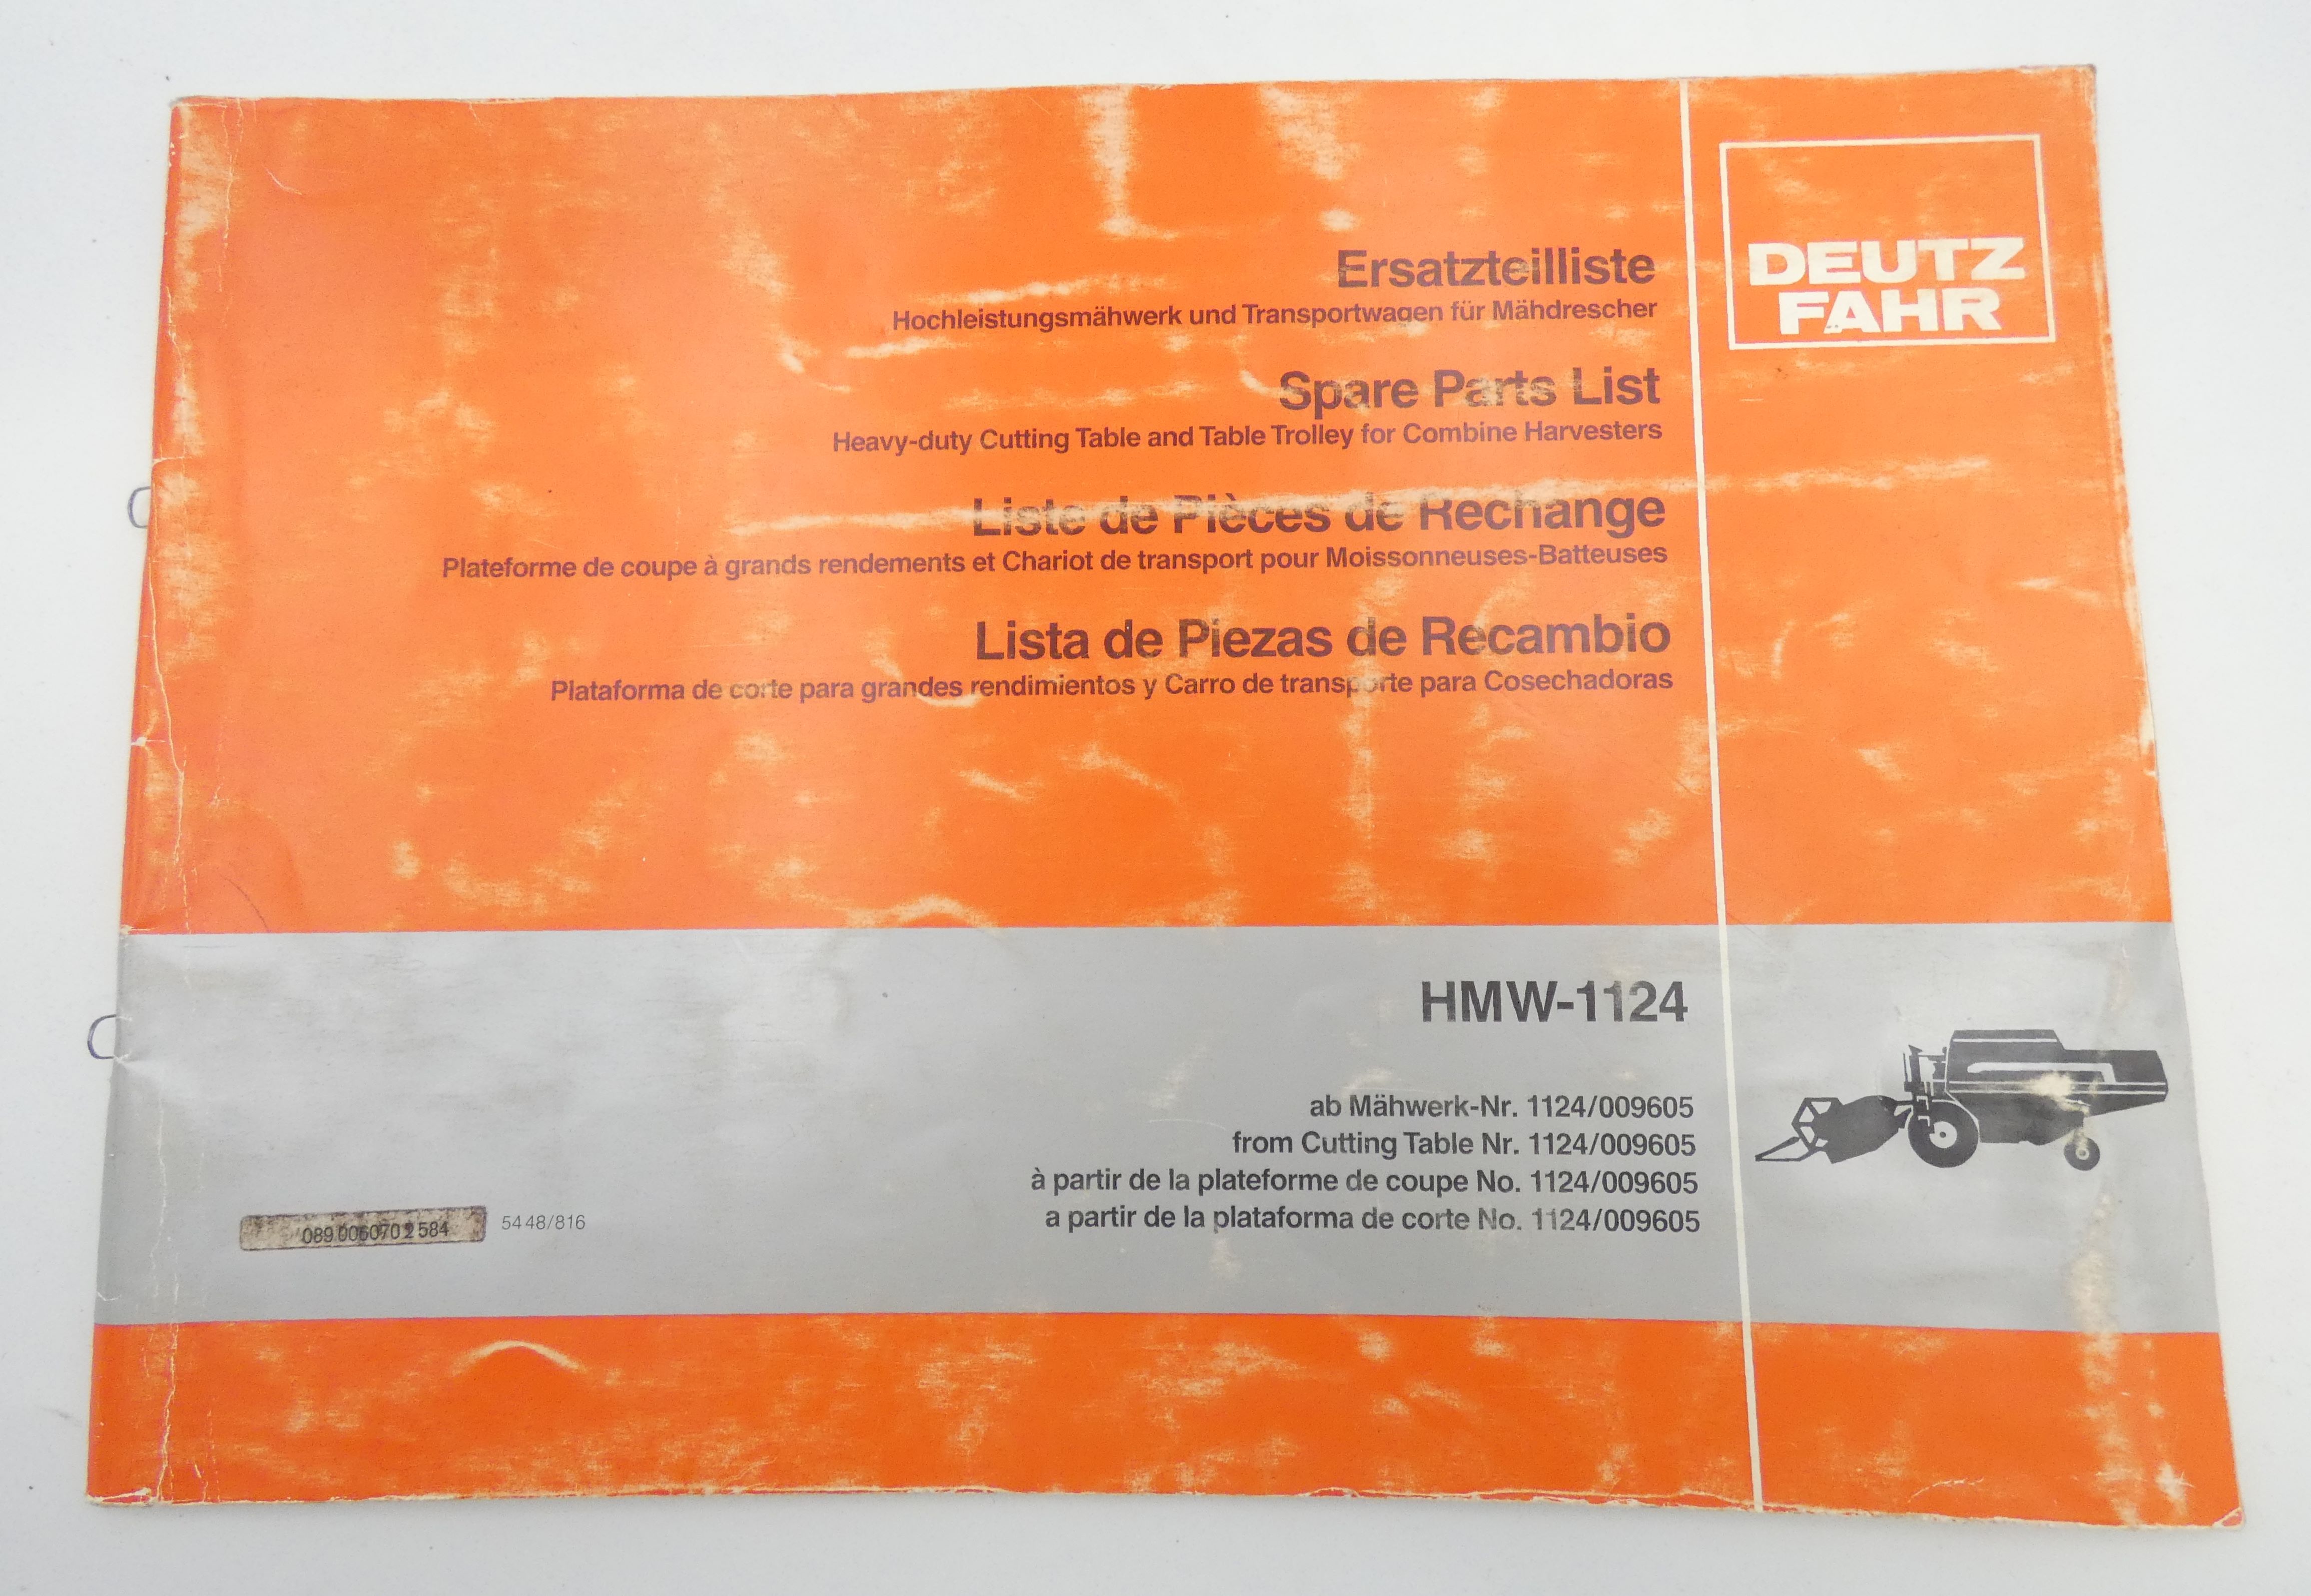 DEUTZ
FAHR
Ersatzteilliste
Hochleistungsmähwerk und Transportwagen für Mähdrescher
Spare Parts List
Heavy-duty Cutting Table and Table Trolley for Combine Harvesters
Liste de Pièces de Rechange
Plateforme de coupe à grands rendements et Chariot de transport pour Moissonneuses-Batteuses
Lista de Piezas de Recambio
Plataforma de corte para grandes rendimientos y Carro de transporte para Cosechadoras
HMW-1124
ab Mähwerk-Nr. 1124/009605
from Cutting Table Nr. 1124/009605
à partir de la plateforme de coupe No. 1124/009605
a partir de la plataforma de corte No. 1124/009605
5448/816